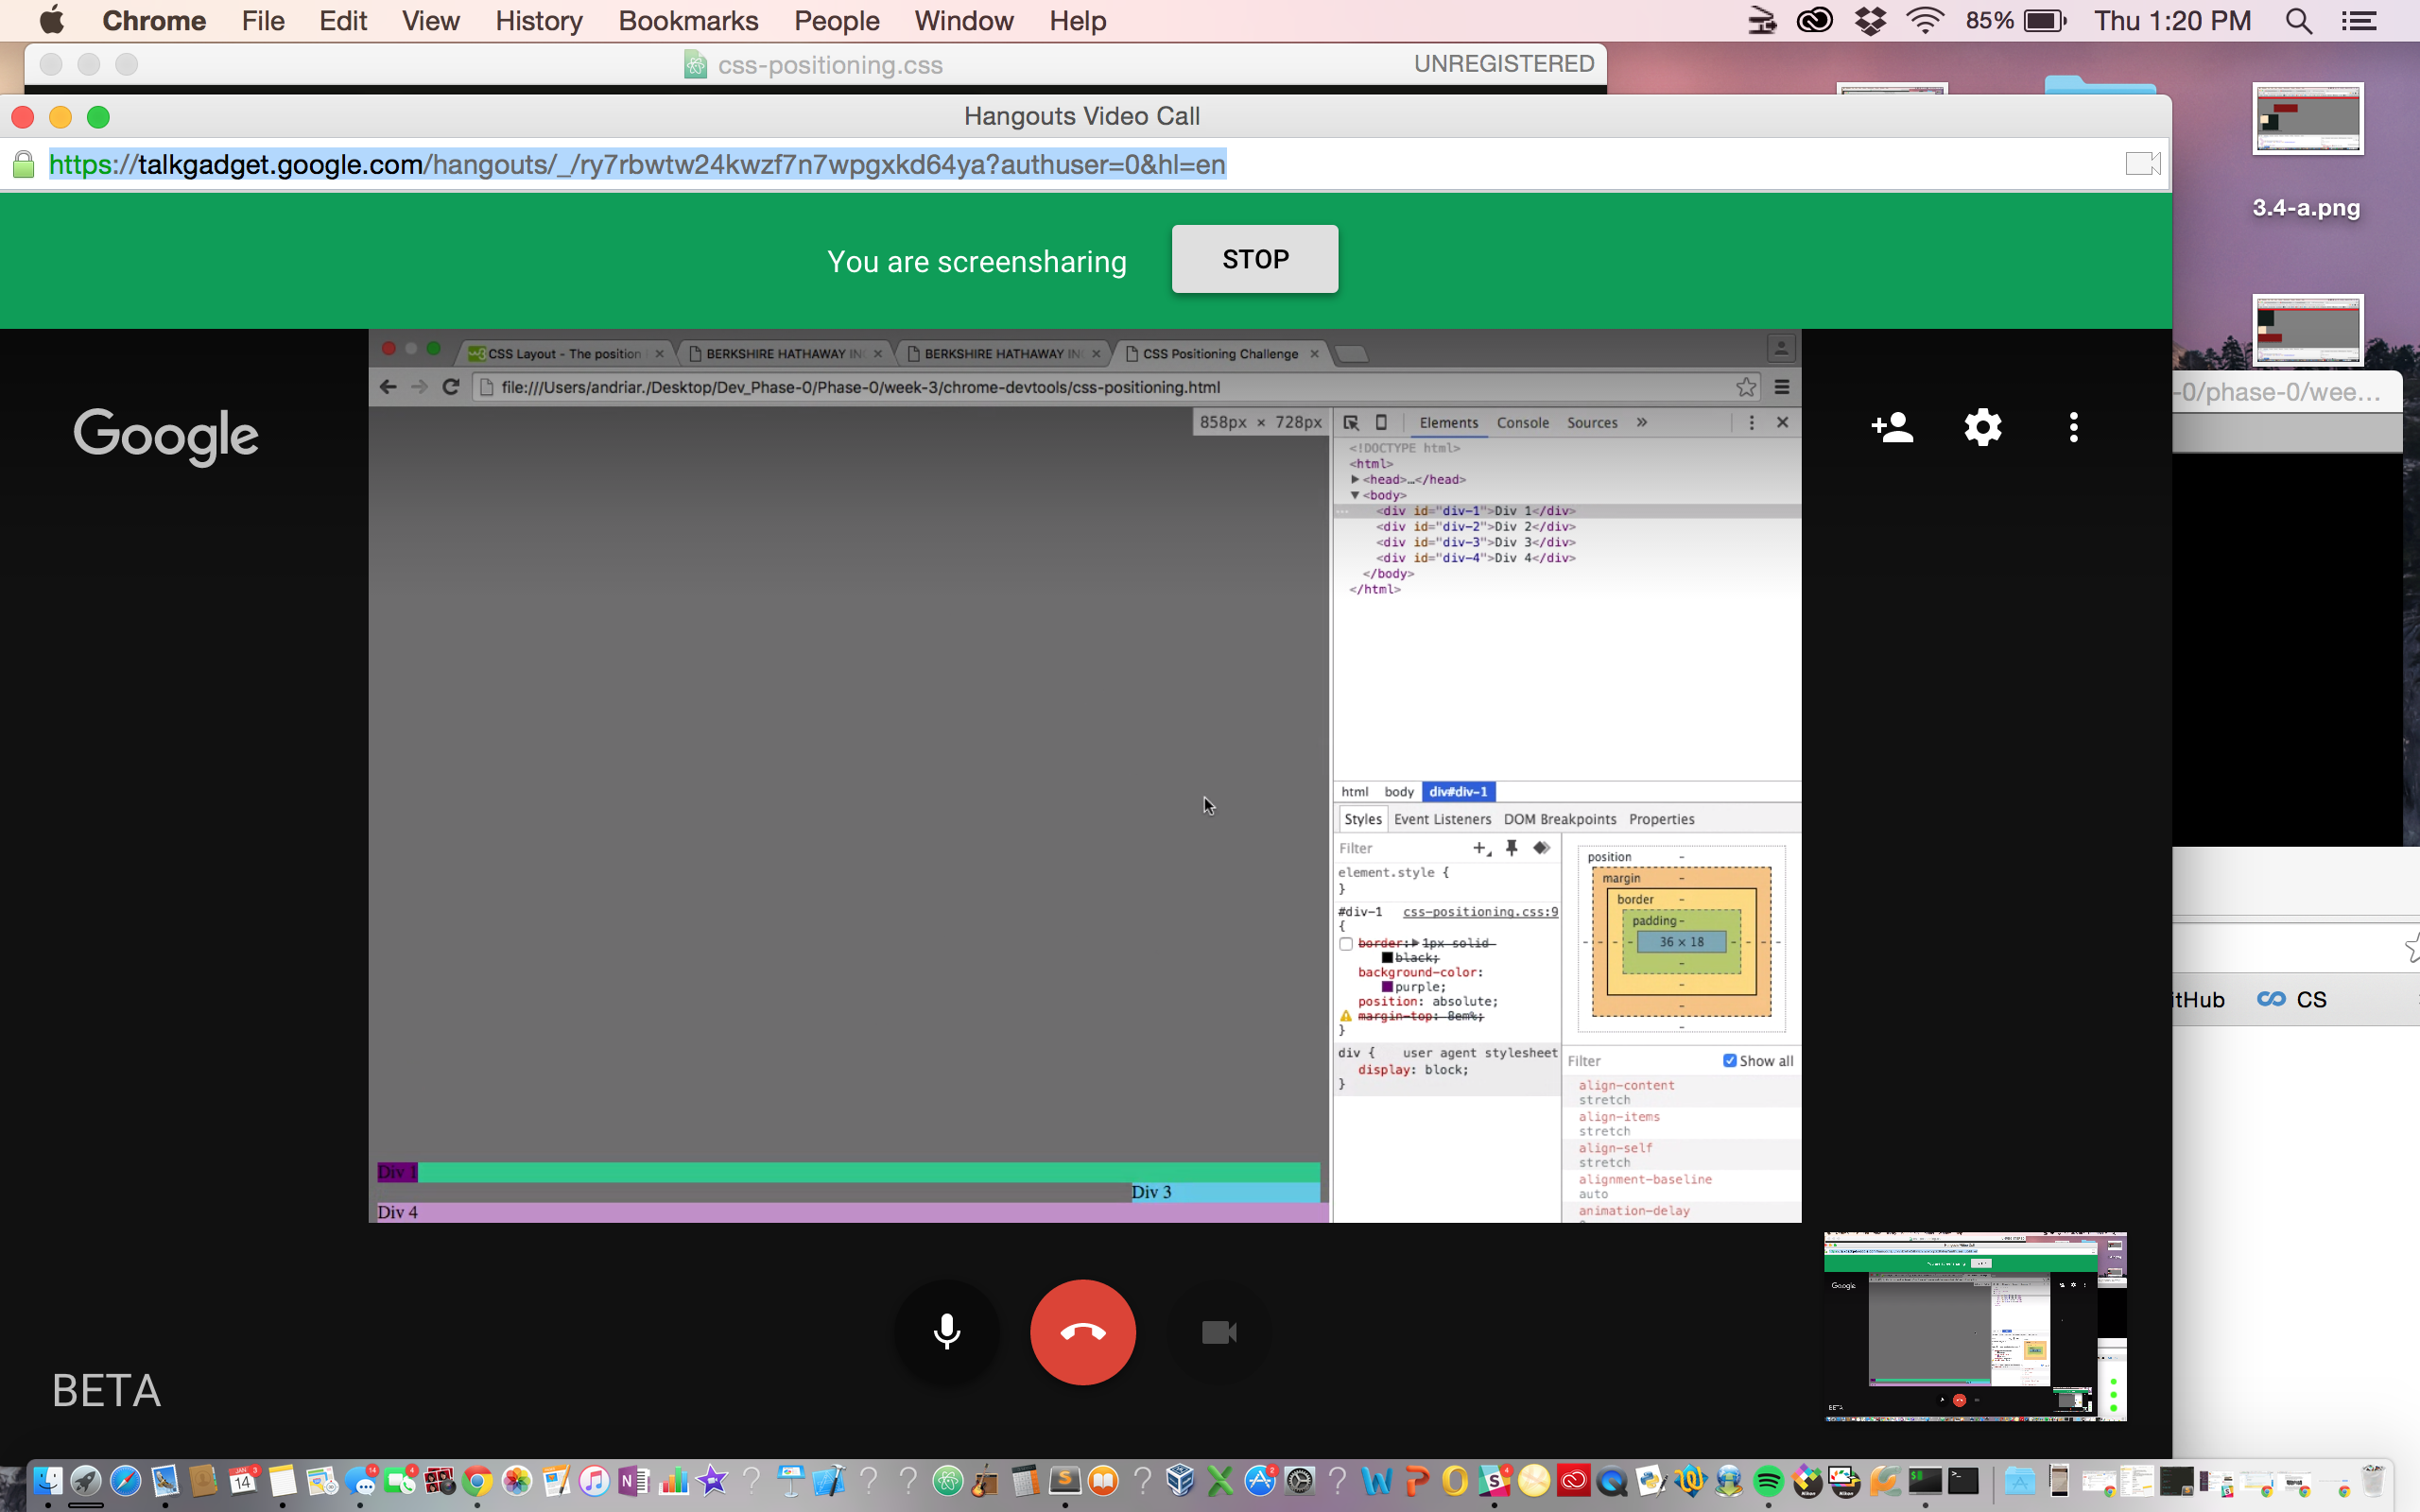 Chrome File Edit View History Bookmarks People Window Help 85% Thu 1:20 PM
css-positioning.css UNREGISTERED
Hangouts Video Call
https://talkgadget.google.com/hangouts/_/ry7rbwtw24kwzf7n7wpgxkd64ya?authuser=0&hl=en
3.4-a.png
You are screensharing STOP
CSS Layout - The position BERKSHIRE HATHAWAY IN BERKSHIRE HATHAWAY IN CSS Positioning Challenge
file:///Users/andriar./Desktop/Dev_Phase-0/Phase-0/week-3/chrome-devtools/css-positioning.html
-0/phase-0/wee...
Google
858px × 728px
Elements Console Sources »
<!DOCTYPE html>
<html>
<head>…</head>
<body>
<div id="div-1">Div 1</div>
<div id="div-2">Div 2</div>
<div id="div-3">Div 3</div>
<div id="div-4">Div 4</div>
</body>
</html>
html body div#div-1
Styles Event Listeners DOM Breakpoints Properties
Filter
element.style {
}
#div-1 css-positioning.css:9
{
border: 1px solid
black;
background-color:
purple;
position: absolute;
margin-top: 8em%;
}
div { user agent stylesheet
display: block;
}
position -
margin -
border -
padding -
36 × 18
Filter Show all
align-content
stretch
align-items
stretch
align-self
stretch
alignment-baseline
auto
animation-delay
itHub CS
Div 1
Div 3
Div 4
BETA